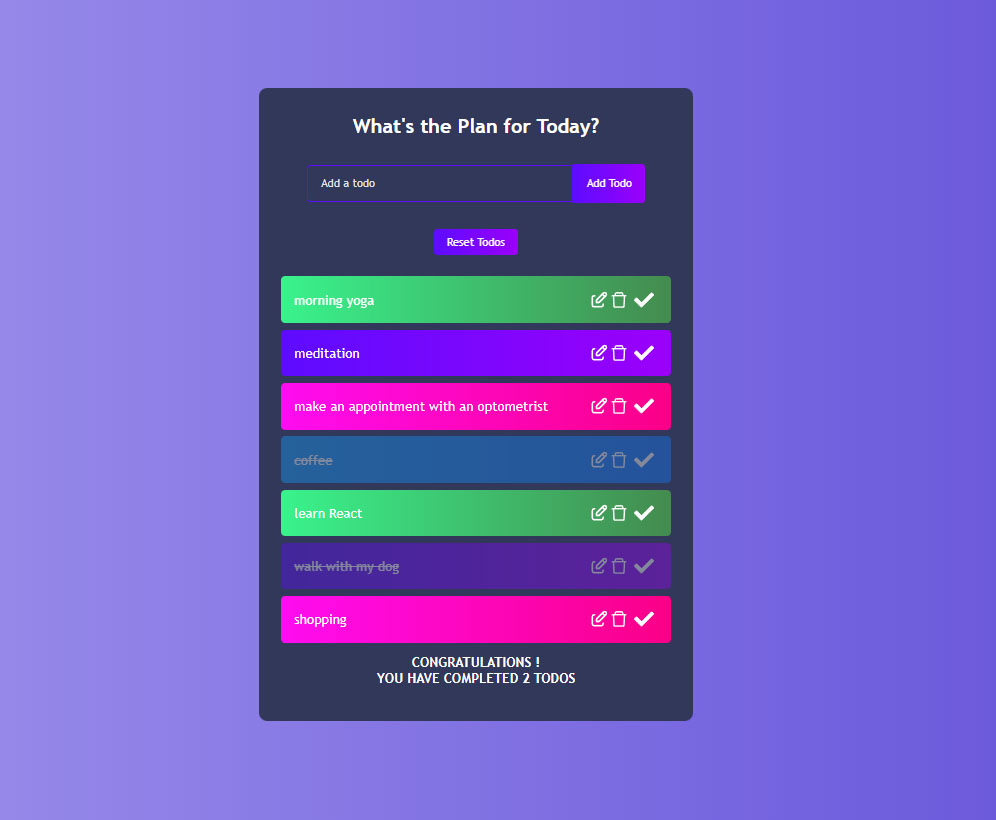 What's the Plan for Today?
Add a todo
Add Todo
Reset Todos
morning yoga
meditation
make an appointment with an optometrist
coffee
learn React
walk with my dog
shopping
CONGRATULATIONS !
YOU HAVE COMPLETED 2 TODOS